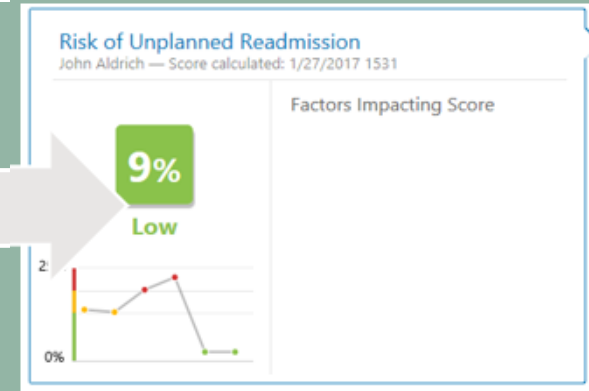 Risk of Unplanned Readmission
John Aldrich — Score calculated: 1/27/2017 1531
Factors Impacting Score
9%
Low
0%